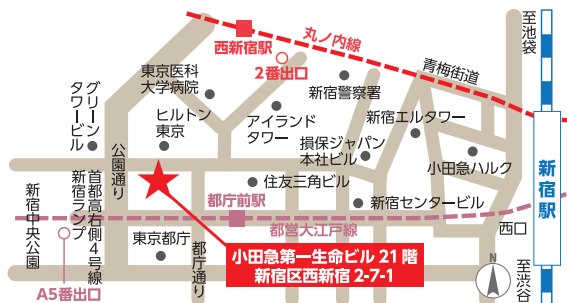 至池袋
丸ノ内線
西新宿駅
2番出口
青梅街道
東京医科
大学病院
新宿警察署
グリーン
タワービル
ヒルトン
東京
アイランド
タワー
新宿エルタワー
損保ジャパン
本社ビル
小田急ハルク
新宿駅
公園通り
住友三角ビル
首都高右側4号線
新宿ランプ
新宿中央公園
都庁前駅
新宿センタービル
都営大江戸線
西口
東京都庁
都庁通り
小田急第一生命ビル 21 階
新宿区西新宿 2-7-1
A5番出口
N
至渋谷